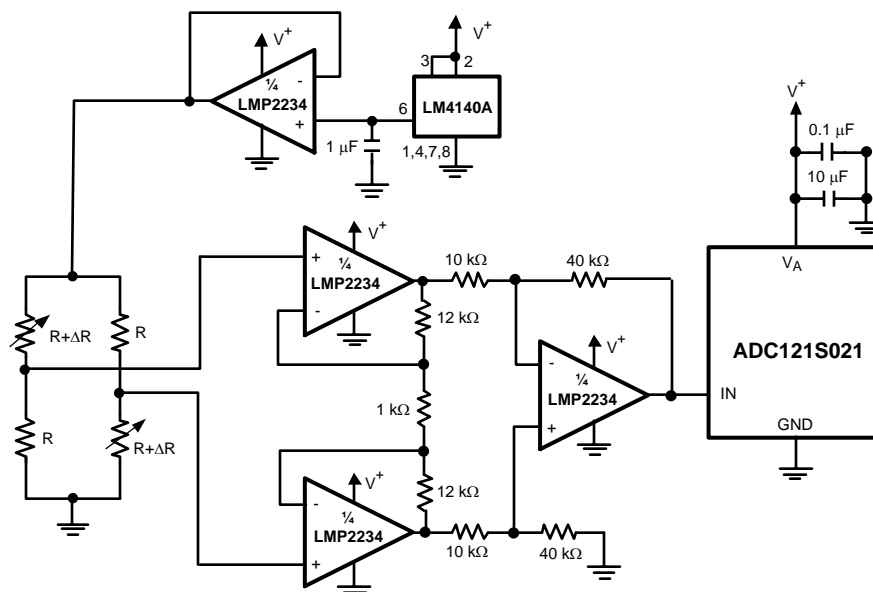 V+
3
2
V+
¼
-
LMP2234
+
6
LM4140A
1 µF
1,4,7,8
V+
0.1 µF
10 µF
V+
10 kΩ
40 kΩ
VA
+
¼
LMP2234
-
12 kΩ
R+ΔR
R
V+
ADC121S021
-
¼
LMP2234
+
IN
1 kΩ
R
R+ΔR
GND
V+
12 kΩ
-
¼
LMP2234
+
10 kΩ
40 kΩ